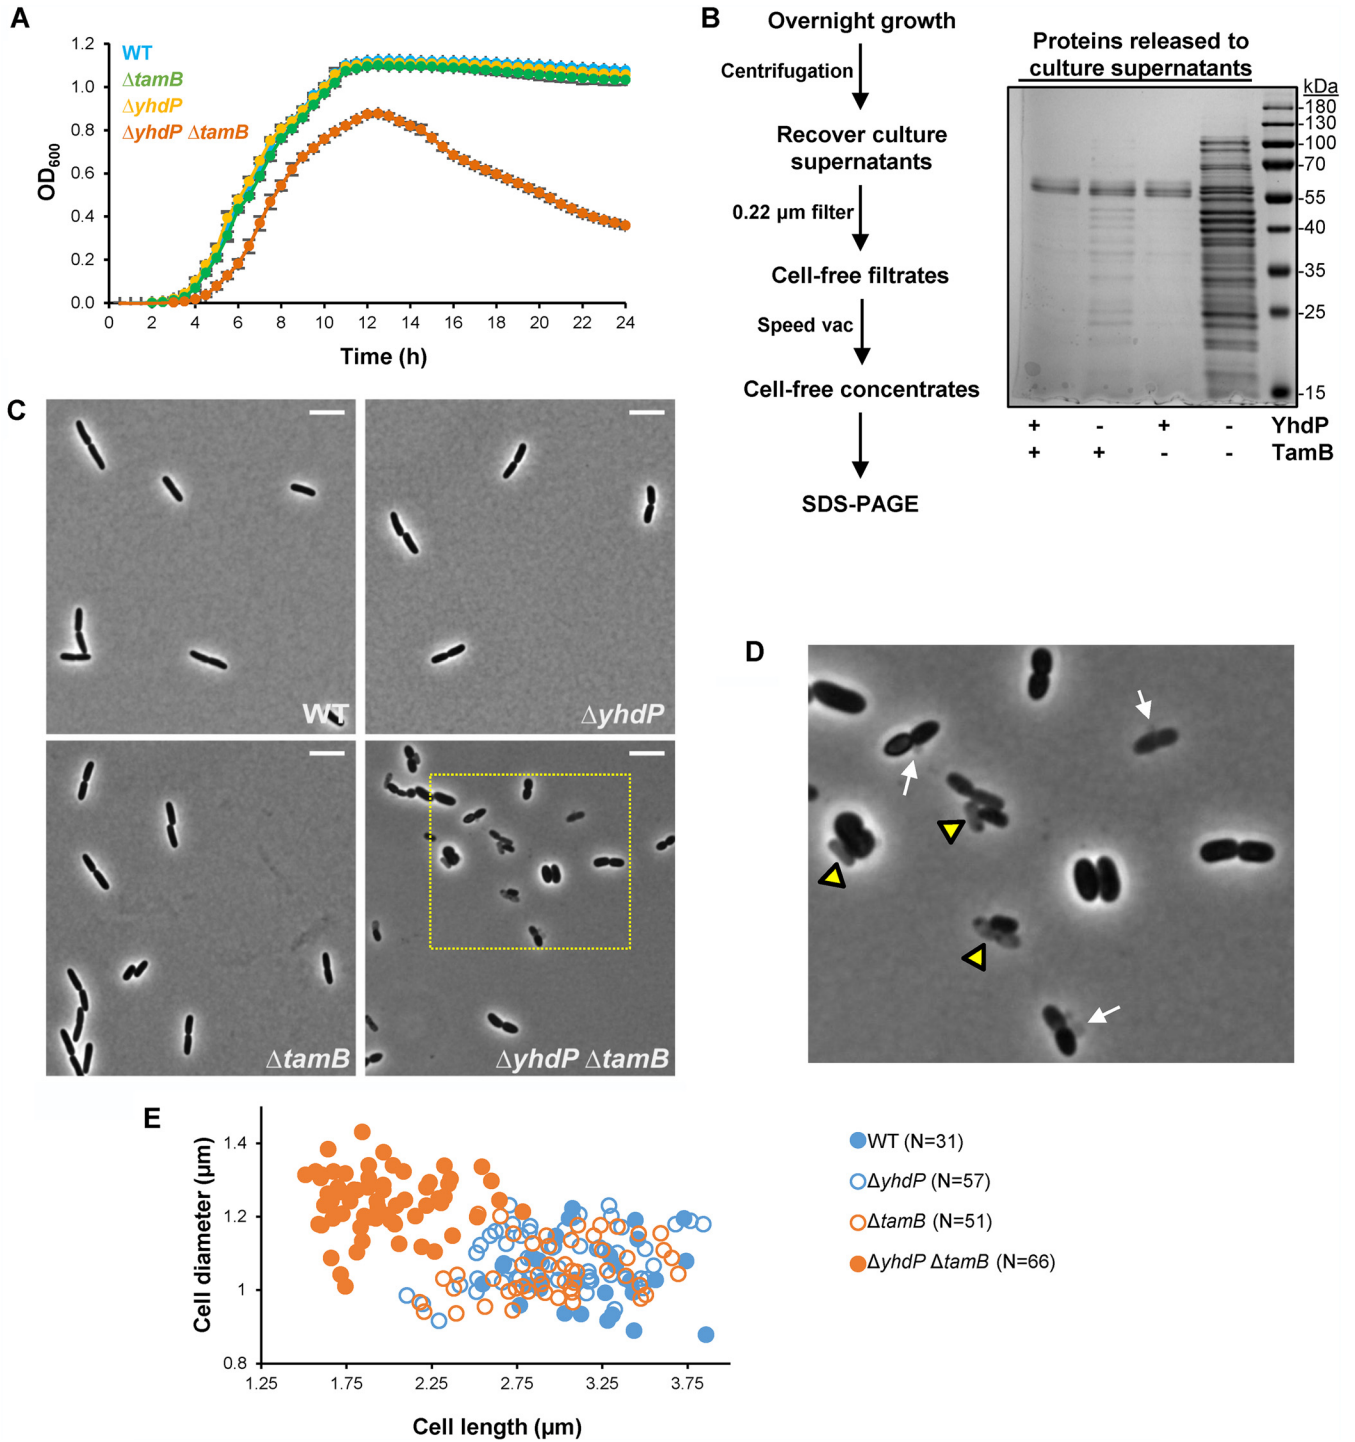 A
1.2
1.0
0.8
0.6
0.4
0.2
0.0
OD600
WT
ΔtamB
ΔyhdP
ΔyhdP ΔtamB
0 2 4 6 8 10 12 14 16 18 20 22 24
Time (h)
B
Overnight growth
Centrifugation
Recover culture
supernatants
0.22 μm filter
Cell-free filtrates
Speed vac
Cell-free concentrates
SDS-PAGE
Proteins released to
culture supernatants
kDa
-180
-130
-100
-70
-55
-40
-35
-25
-15
+ - + - YhdP
+ + - - TamB
C
WT
ΔyhdP
ΔtamB
ΔyhdP ΔtamB
D
E
Cell diameter (μm)
1.4
1.2
1
0.8
1.25 1.75 2.25 2.75 3.25 3.75
Cell length (μm)
WT (N=31)
ΔyhdP (N=57)
ΔtamB (N=51)
ΔyhdP ΔtamB (N=66)